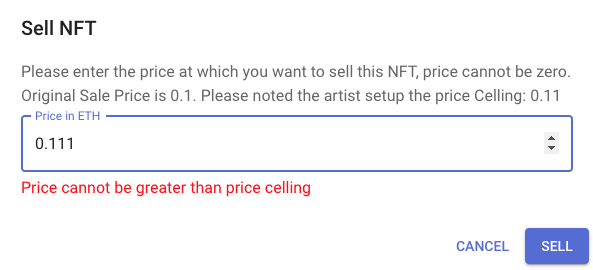 Sell NFT
Please enter the price at which you want to sell this NFT, price cannot be zero.
Original Sale Price is 0.1. Please noted the artist setup the price Celling: 0.11
Price in ETH
0.111
Price cannot be greater than price celling
CANCEL SELL